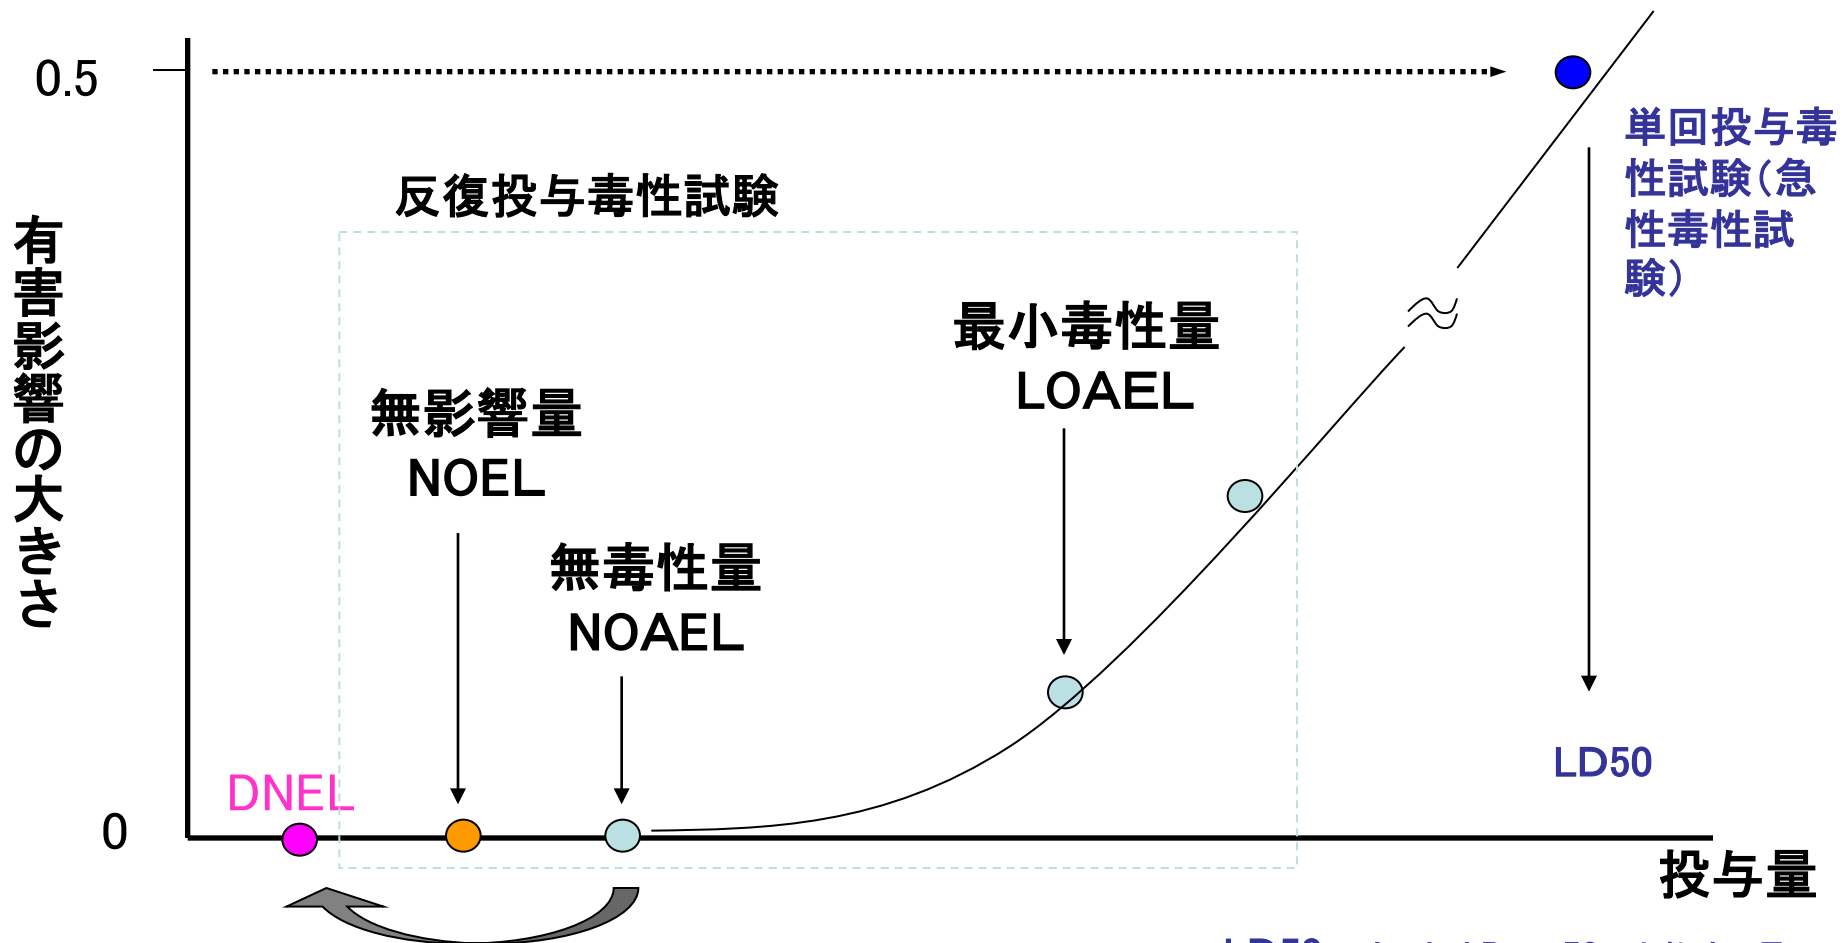 0.5
単回投与毒
性試験(急
性毒性試
験)
反復投与毒性試験
有害影響の大きさ
最小毒性量
LOAEL
無影響量
NOEL
無毒性量
NOAEL
LD50
DNEL
0
投与量
LD50